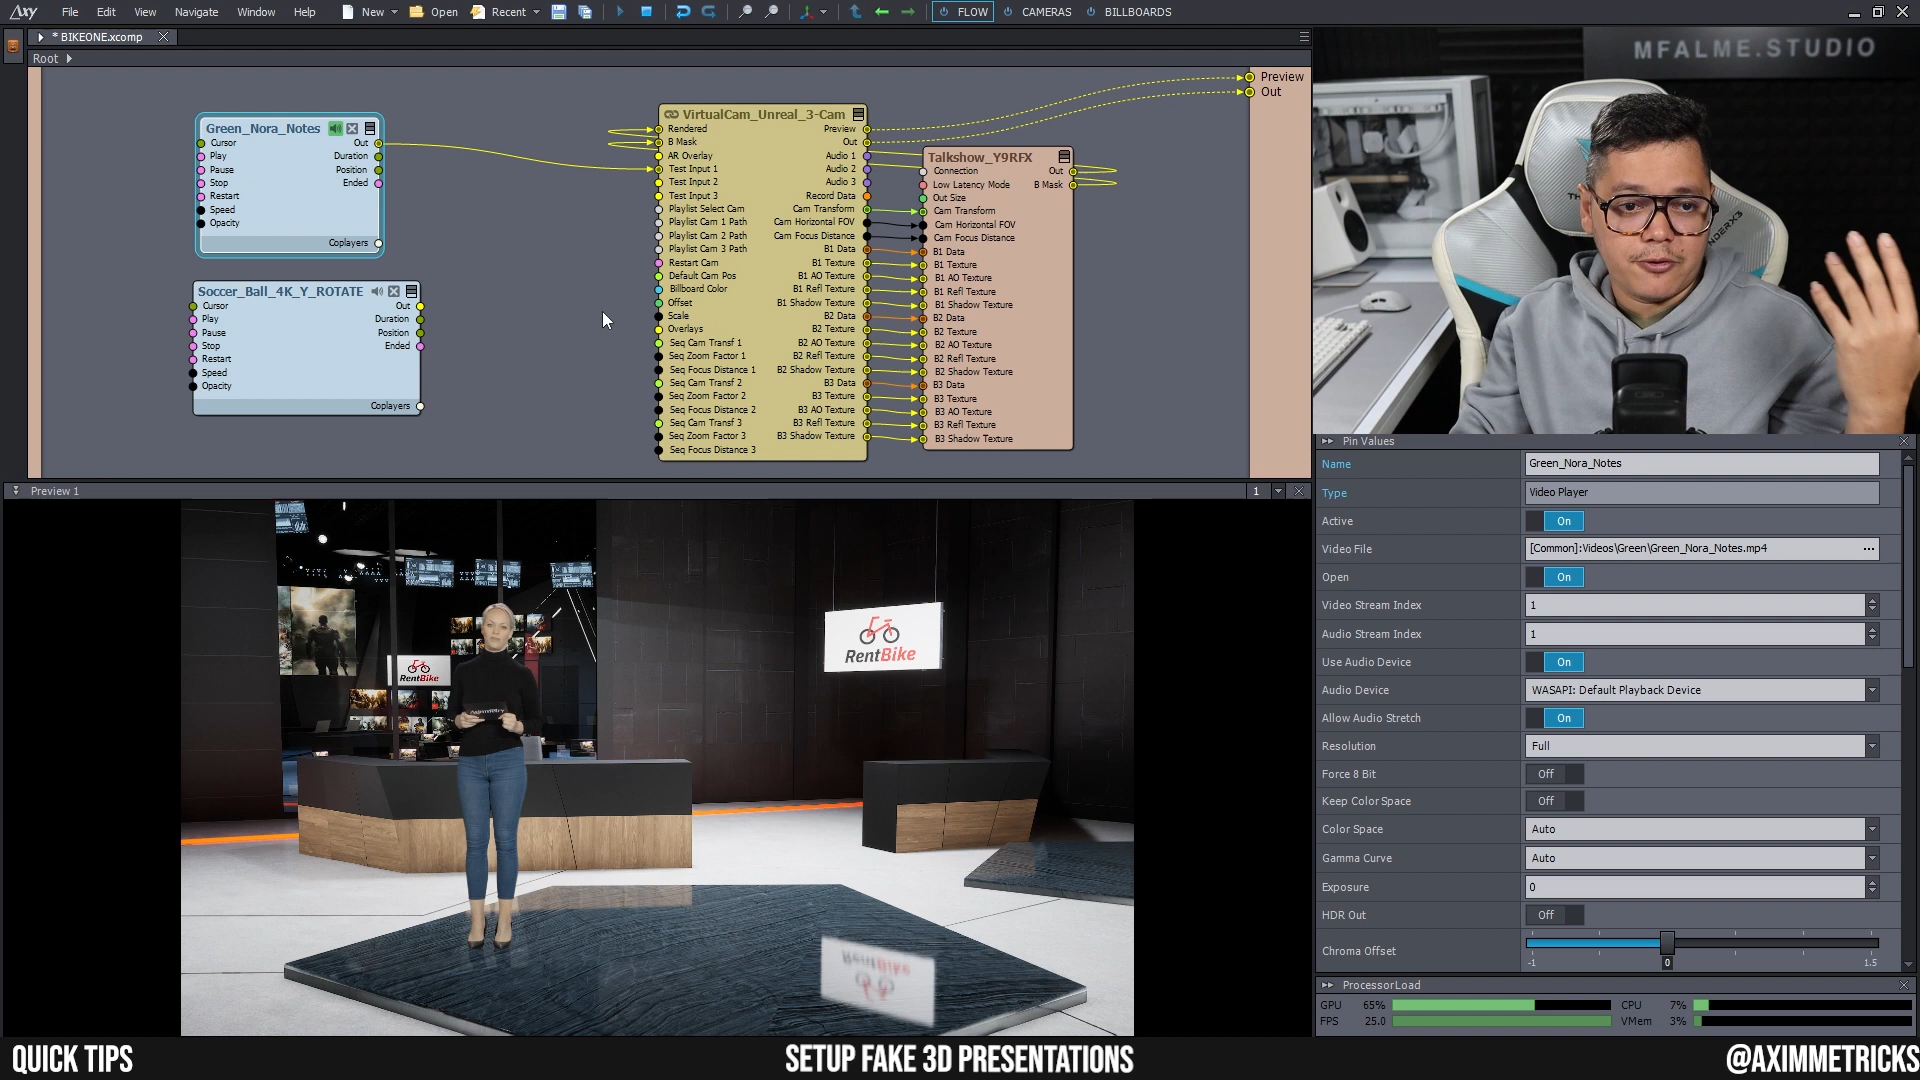 Axy File Edit View Navigate Window Help New Open Recent FLOW CAMERAS BILLBOARDS
* BIKEONE.xcomp
Root
MFALME.STUDIO
Preview
Out
Green_Nora_Notes
Cursor Out
Play Duration
Pause Position
Stop Ended
Restart
Speed
Opacity
Coplayers
Soccer_Ball_4K_Y_ROTATE
Cursor Out
Play Duration
Pause Position
Stop Ended
Restart
Speed
Opacity
Coplayers
VirtualCam_Unreal_3-Cam
Rendered Preview
B Mask Out
AR Overlay Audio 1
Test Input 1 Audio 2
Test Input 2 Audio 3
Test Input 3 Record Data
Playlist Select Cam Cam Transform
Playlist Cam 1 Path Cam Horizontal FOV
Playlist Cam 2 Path Cam Focus Distance
Playlist Cam 3 Path B1 Data
Restart Cam B1 Texture
Default Cam Pos B1 AO Texture
Billboard Color B1 Refl Texture
Offset B1 Shadow Texture
Scale B2 Data
Overlays B2 Texture
Seq Cam Transf 1 B2 AO Texture
Seq Zoom Factor 1 B2 Refl Texture
Seq Focus Distance 1 B2 Shadow Texture
Seq Cam Transf 2 B3 Data
Seq Zoom Factor 2 B3 Texture
Seq Focus Distance 2 B3 AO Texture
Seq Cam Transf 3 B3 Refl Texture
Seq Zoom Factor 3 B3 Shadow Texture
Seq Focus Distance 3
Talkshow_Y9RFX
Connection Out
Low Latency Mode B Mask
Out Size
Cam Transform
Cam Horizontal FOV
Cam Focus Distance
B1 Data
B1 Texture
B1 AO Texture
B1 Refl Texture
B1 Shadow Texture
B2 Data
B2 Texture
B2 AO Texture
B2 Refl Texture
B2 Shadow Texture
B3 Data
B3 Texture
B3 AO Texture
B3 Refl Texture
B3 Shadow Texture
Preview 1
1
RentBike
RentBike
RentBike
Pin Values
Name Green_Nora_Notes
Type Video Player
Active On
Video File [Common]:Videos\Green\Green_Nora_Notes.mp4 ...
Open On
Video Stream Index 1
Audio Stream Index 1
Use Audio Device On
Audio Device WASAPI: Default Playback Device
Allow Audio Stretch On
Resolution Full
Force 8 Bit Off
Keep Color Space Off
Color Space Auto
Gamma Curve Auto
Exposure 0
HDR Out Off
Chroma Offset
-1 0 1.5
ProcessorLoad
GPU 65% CPU 7%
FPS 25.0 VMem 3%
QUICK TIPS
SETUP FAKE 3D PRESENTATIONS
@AXIMMETRICKS